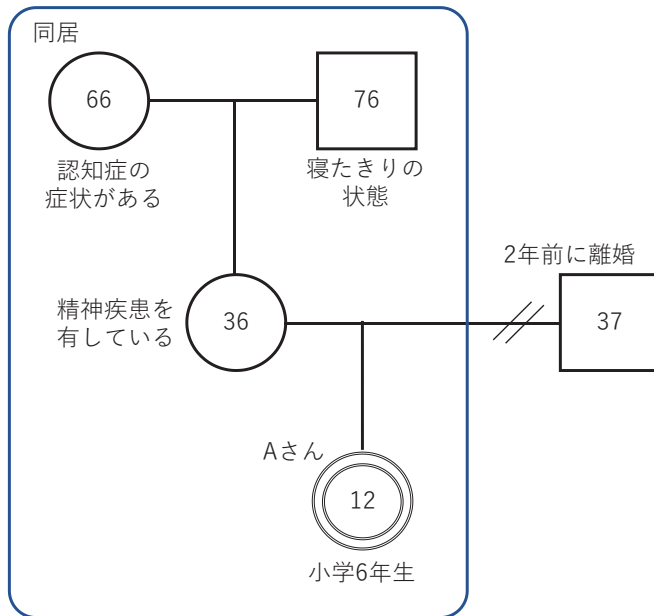 同居
66
76
認知症の
症状がある
寝たきりの
状態
2年前に離婚
精神疾患を
有している
36
37
Aさん
12
小学6年生